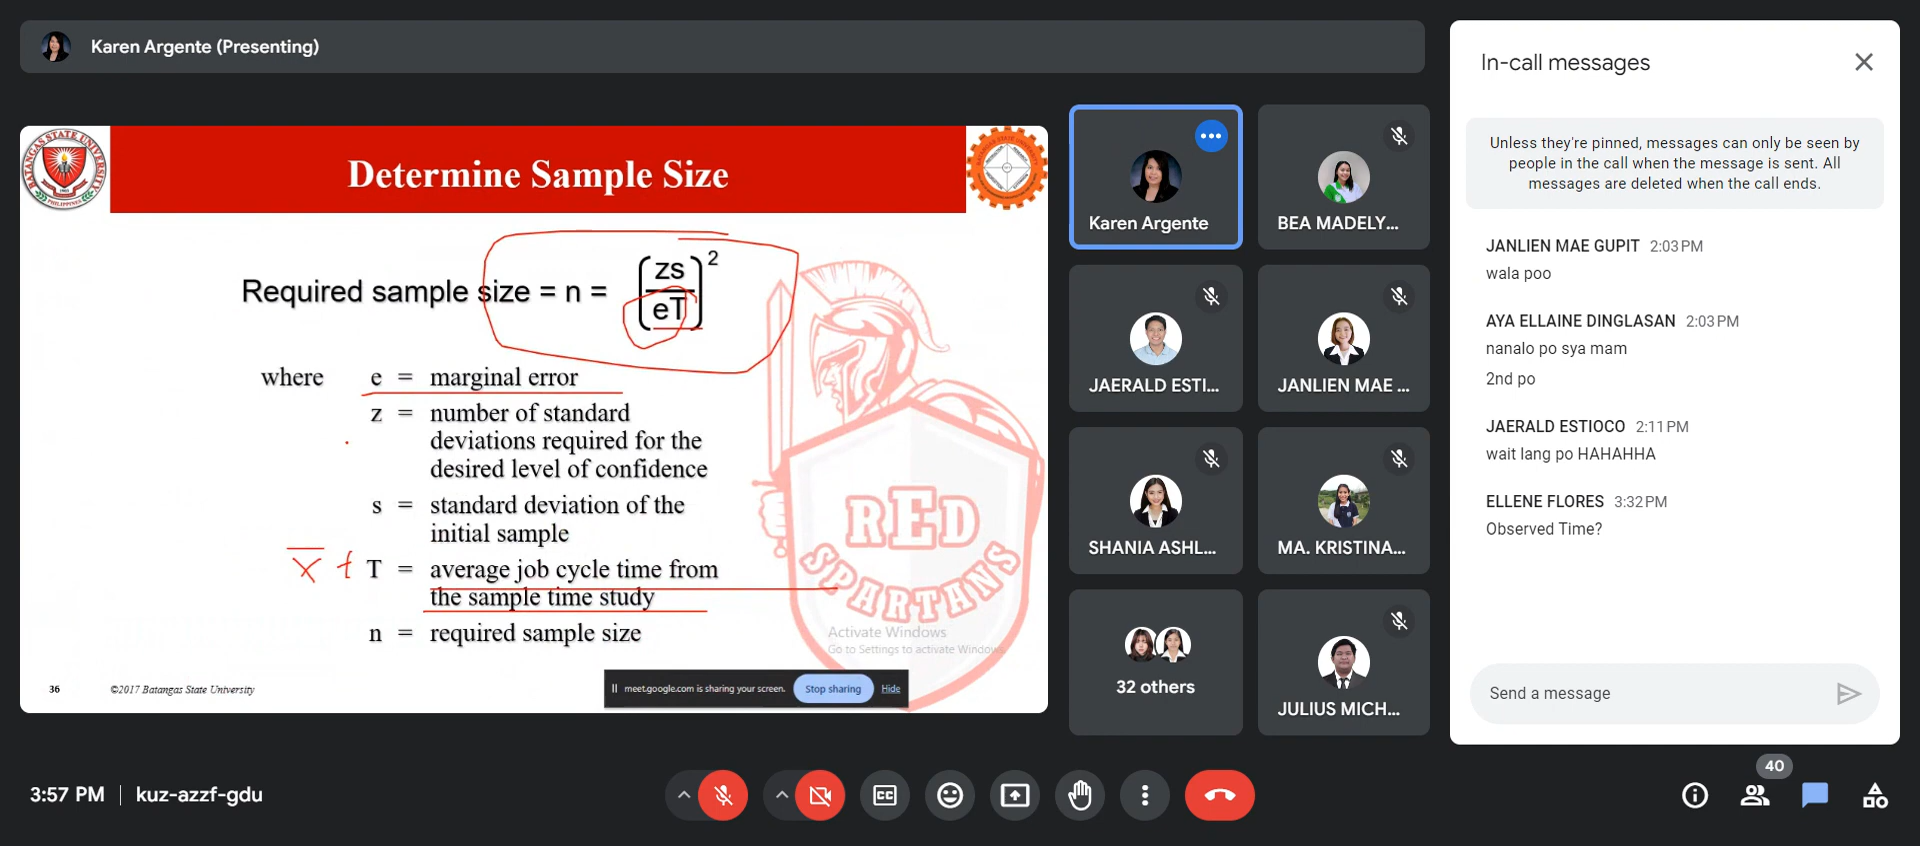 Karen Argente (Presenting)
BATANGAS STATE UNIVERSITY
PHILIPPINES
Determine Sample Size
Required sample size = n = (zs/eT)2
where e = marginal error
z = number of standard
deviations required for the
desired level of confidence
s = standard deviation of the
initial sample
X t T = average job cycle time from
the sample time study
n = required sample size
RED
SPARTANS
Activate Windows
Go to Settings to activate Windows
36 ©2017 Batangas State University
meet.google.com is sharing your screen. Stop sharing Hide
Karen Argente
BEA MADELY...
JAERALD ESTI...
JANLIEN MAE ...
SHANIA ASHL...
MA. KRISTINA...
32 others
JULIUS MICH...
In-call messages
Unless they're pinned, messages can only be seen by
people in the call when the message is sent. All
messages are deleted when the call ends.
JANLIEN MAE GUPIT 2:03 PM
wala poo
AYA ELLAINE DINGLASAN 2:03 PM
nanalo po sya mam
2nd po
JAERALD ESTIOCO 2:11 PM
wait lang po HAHAHHA
ELLENE FLORES 3:32 PM
Observed Time?
Send a message
3:57 PM | kuz-azzf-gdu
CC
40